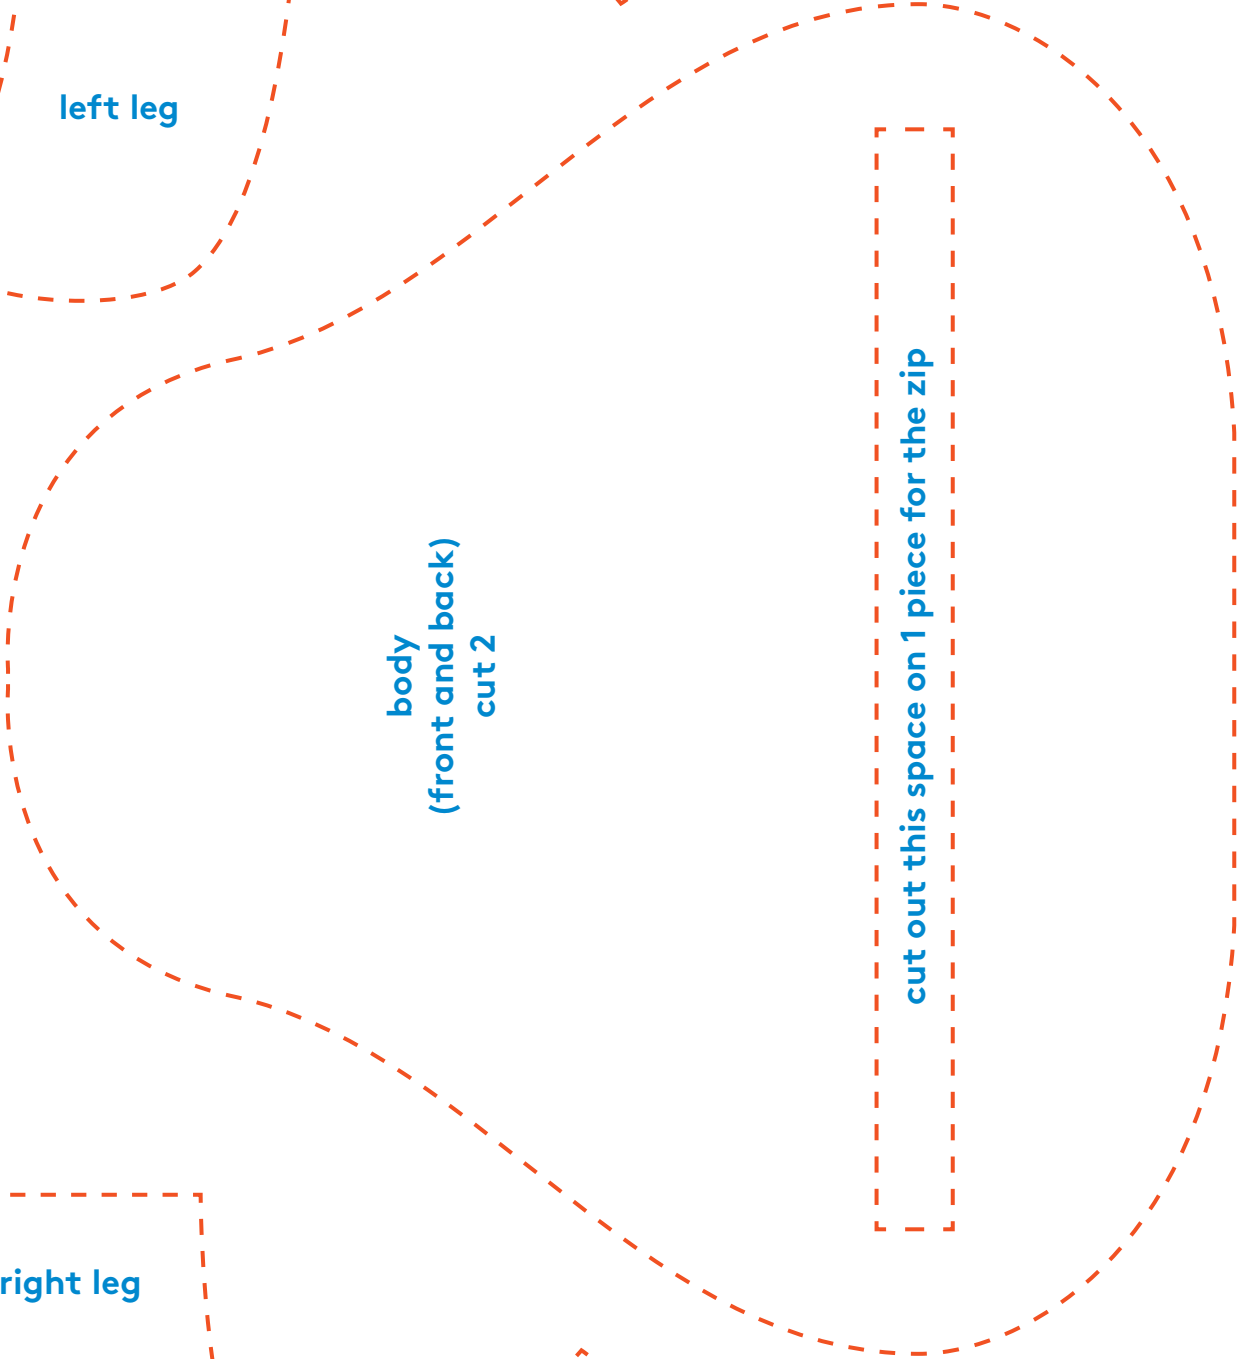 left leg
body
(front and back)
cut 2
cut out this space on 1 piece for the zip
right leg